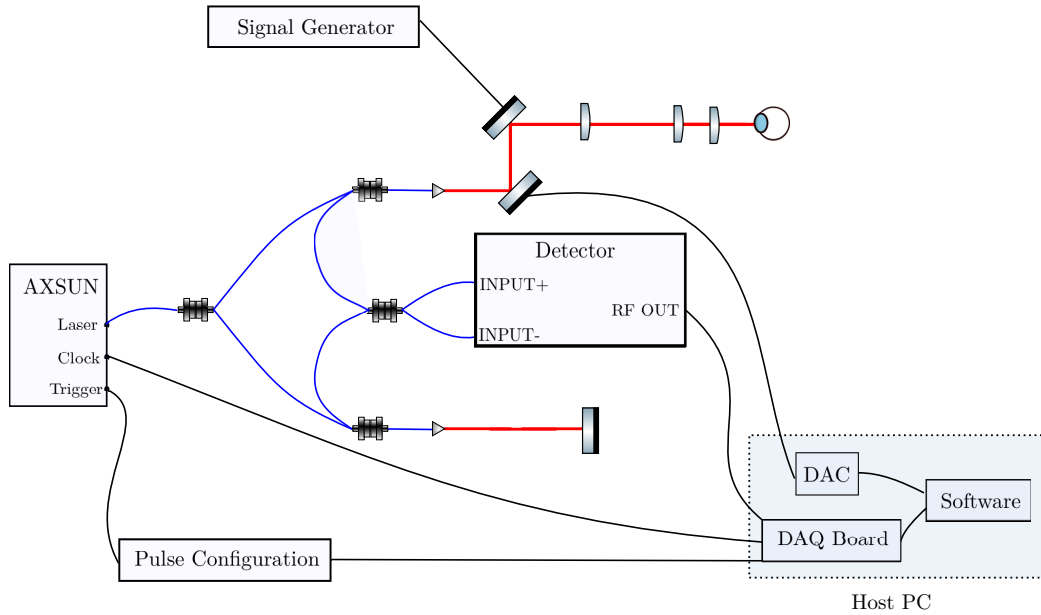 Signal Generator
Detector
INPUT+
RF OUT
INPUT-
AXSUN
Laser
Clock
Trigger
DAC
Software
DAQ Board
Pulse Configuration
Host PC